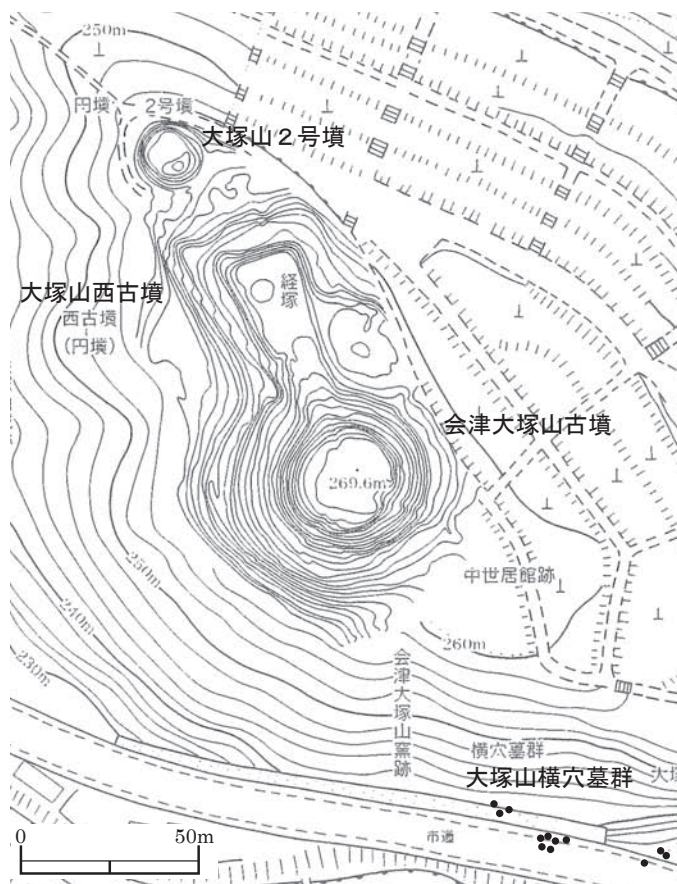 250m
円墳
2号墳
大塚山2号墳
経塚
大塚山西古墳
西古墳
(円墳)
会津大塚山古墳
269.6m
中世居館跡
250m
240m
230m
260m
会津大塚山窯跡
横穴墓群
大塚山横穴墓群
大塚
市道
0
50m